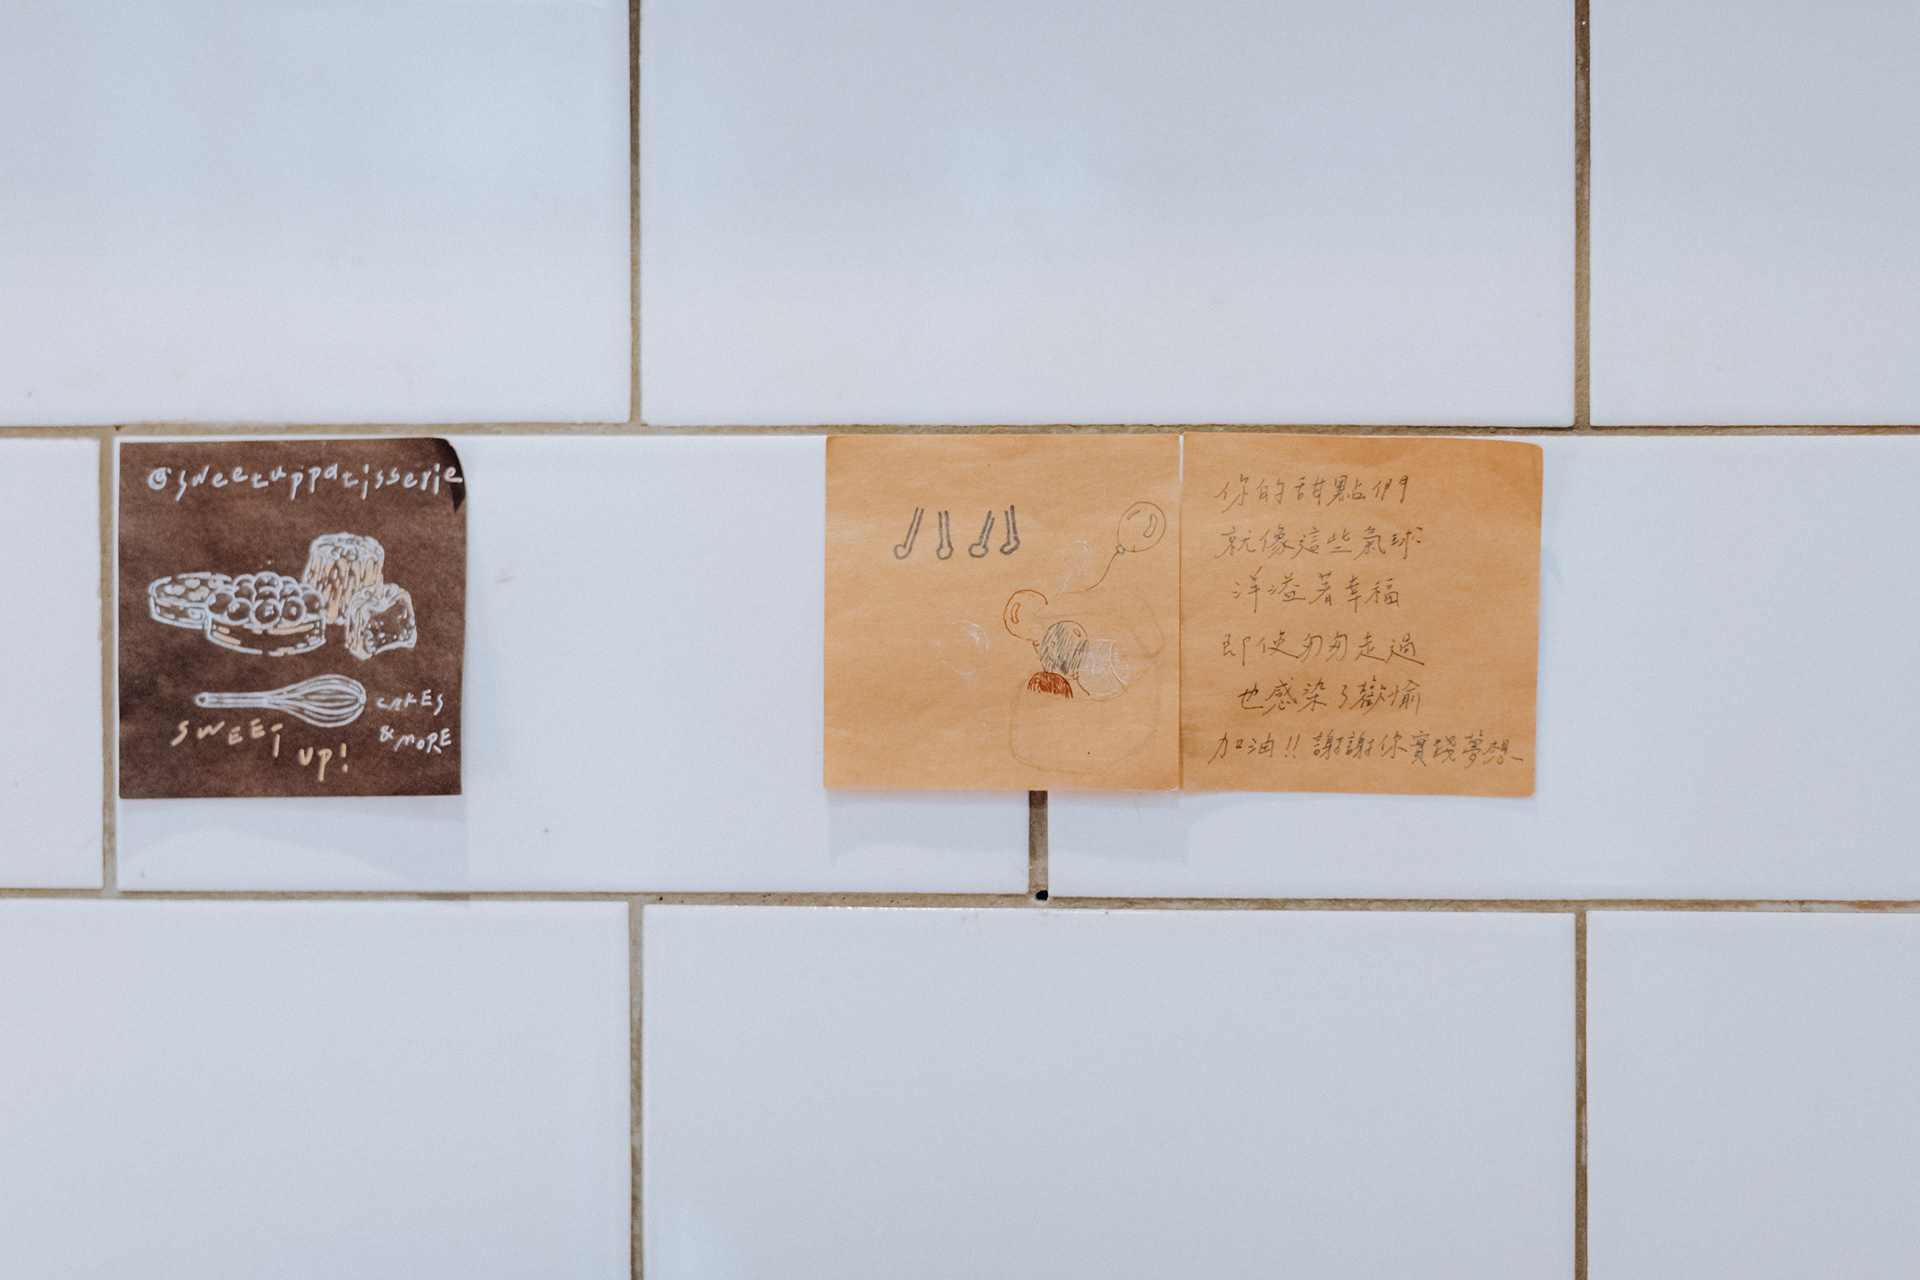 @sweetuppatisserie
CAKES
& MORE
SWEET
UP!
你的甜點們
就像這些氣球
洋溢著幸福
即使匆匆走過
也感染了歡愉
加油!! 謝謝你實踐夢想~